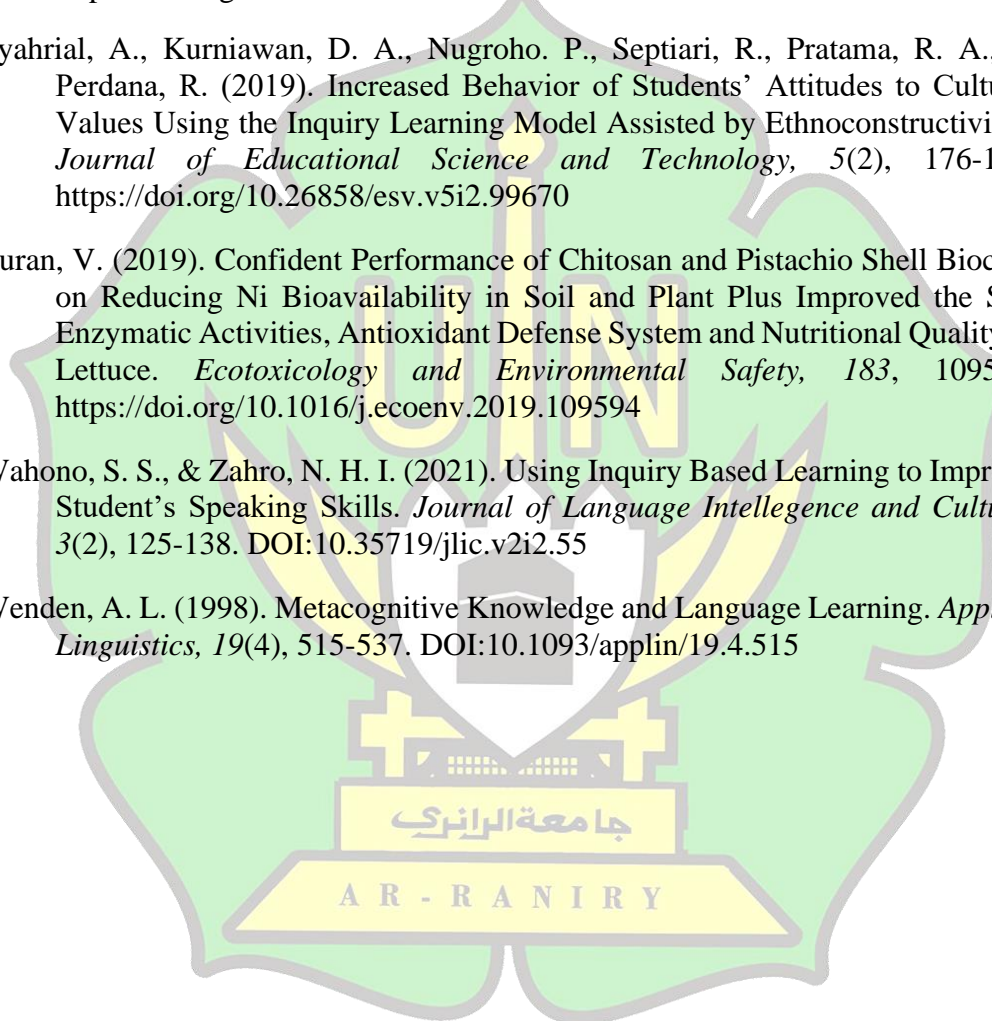 yahrial, A., Kurniawan, D. A., Nugroho. P., Septiari, R., Pratama, R. A.,
Perdana, R. (2019). Increased Behavior of Students’ Attitudes to Cultu
Values Using the Inquiry Learning Model Assisted by Ethnoconstructivi
Journal of Educational Science and Technology, 5(2), 176-1
https://doi.org/10.26858/esv.v5i2.99670
uran, V. (2019). Confident Performance of Chitosan and Pistachio Shell Bioc
on Reducing Ni Bioavailability in Soil and Plant Plus Improved the S
Enzymatic Activities, Antioxidant Defense System and Nutritional Quality
Lettuce. Ecotoxicology and Environmental Safety, 183, 1095
https://doi.org/10.1016/j.ecoenv.2019.109594
Vahono, S. S., & Zahro, N. H. I. (2021). Using Inquiry Based Learning to Impr
Student’s Speaking Skills. Journal of Language Intellegence and Cultu
3(2), 125-138. DOI:10.35719/jlic.v2i2.55
Venden, A. L. (1998). Metacognitive Knowledge and Language Learning. App
Linguistics, 19(4), 515-537. DOI:10.1093/applin/19.4.515
UIN
جامعة الرانري
AR-RANIRY